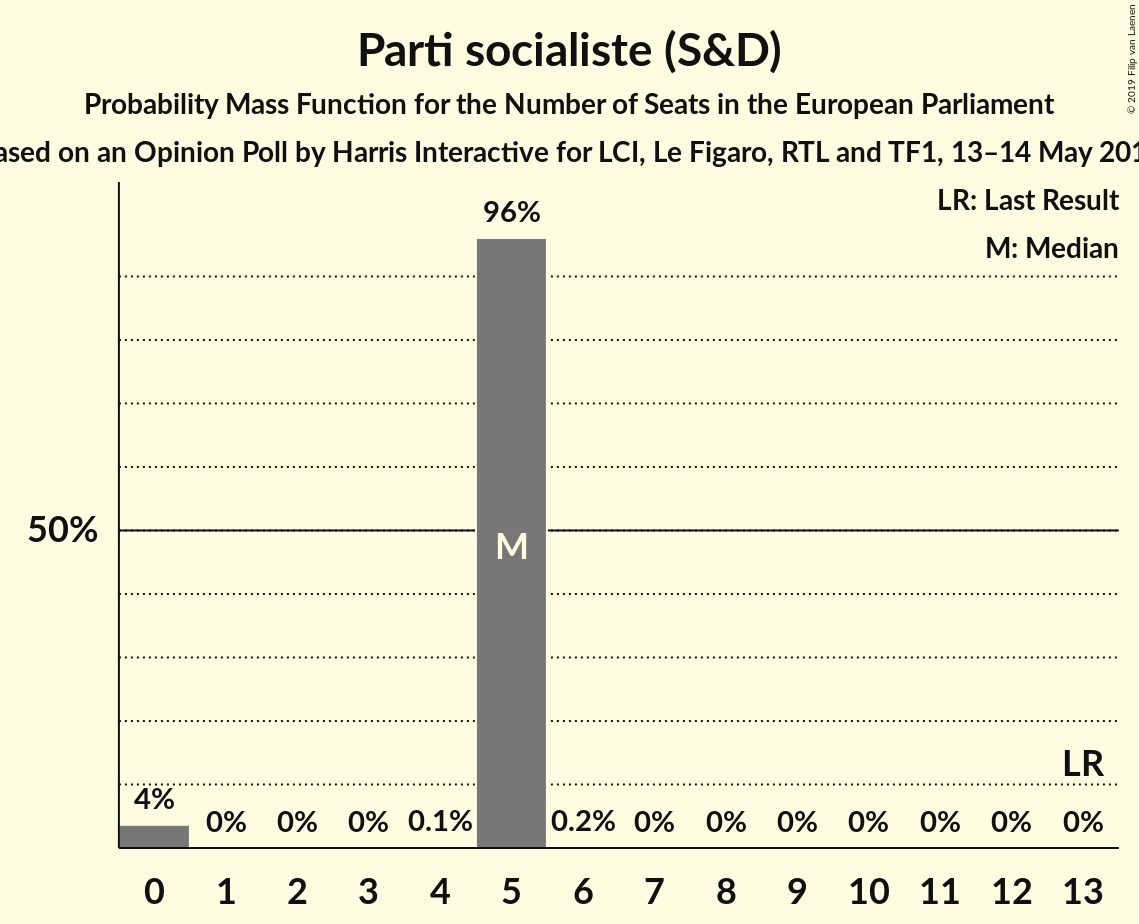 Parti socialiste (S&D)
Probability Mass Function for the Number of Seats in the European Parliament
ased on an Opinion Poll by Harris Interactive for LCI, Le Figaro, RTL and TF1, 13–14 May 201
© 2019 Filip van Laenen
LR: Last Result
M: Median
96%
50%
M
LR
4% 0% 0% 0% 0.1% 0.2% 0% 0% 0% 0% 0% 0% 0%
0 1 2 3 4 5 6 7 8 9 10 11 12 13